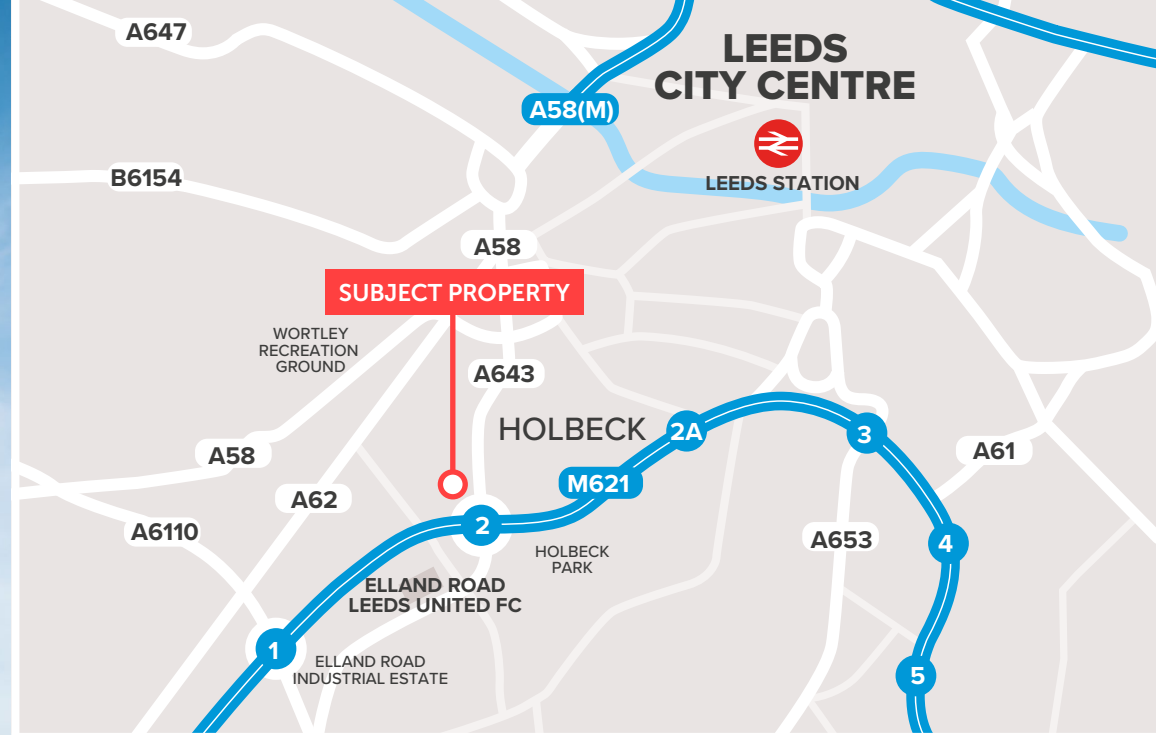 A647
LEEDS
CITY CENTRE
A58(M)
B6154
LEEDS STATION
A58
SUBJECT PROPERTY
WORTLEY
RECREATION
GROUND
A643
HOLBECK
2A
3
A58
A61
M621
A62
2
A6110
A653
4
HOLBECK
PARK
ELLAND ROAD
LEEDS UNITED FC
1
ELLAND ROAD
INDUSTRIAL ESTATE
5